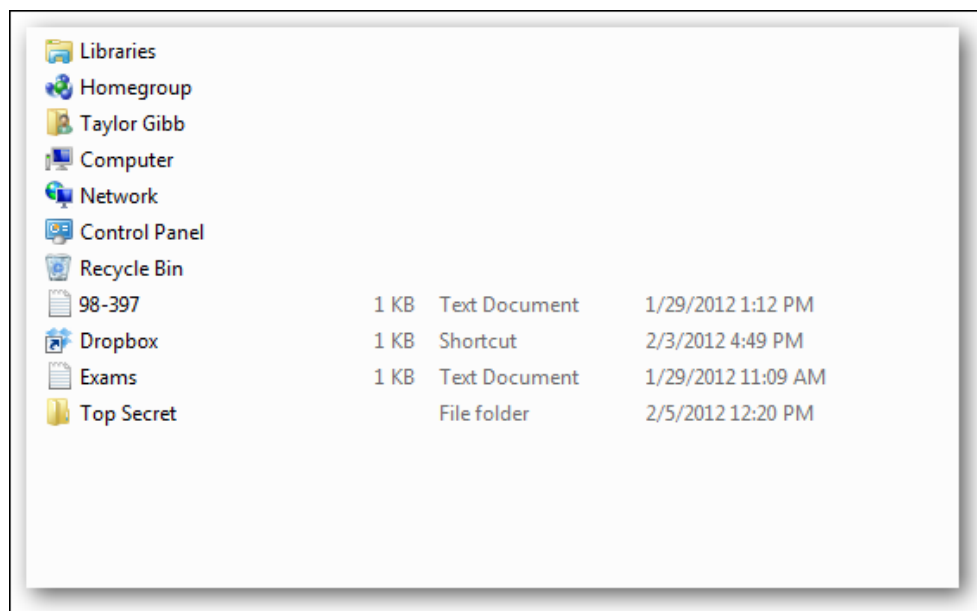 Libraries
Homegroup
Taylor Gibb
Computer
Network
Control Panel
Recycle Bin
98-397 1 KB Text Document 1/29/2012 1:12 PM
Dropbox 1 KB Shortcut 2/3/2012 4:49 PM
Exams 1 KB Text Document 1/29/2012 11:09 AM
Top Secret File folder 2/5/2012 12:20 PM